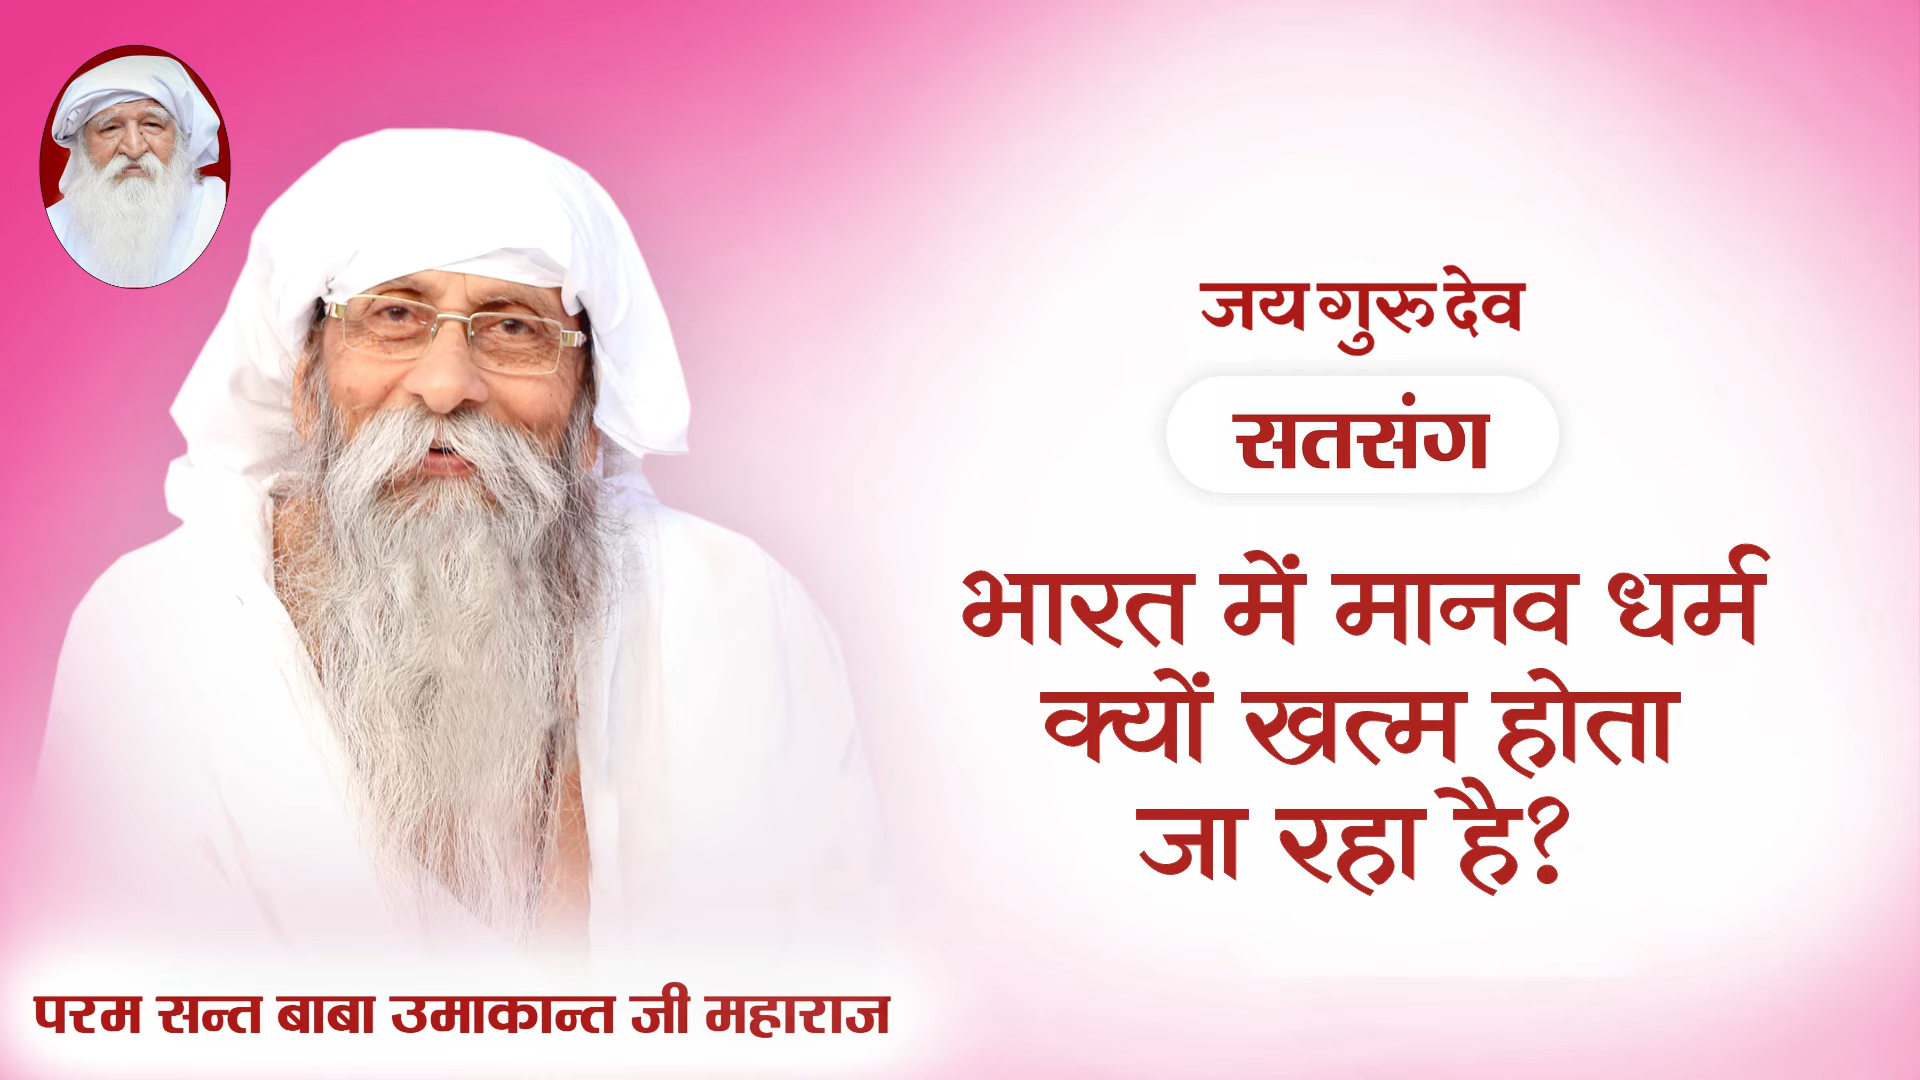 जय गुरु देव
सतसंग
भारत में मानव धर्म
क्यों खत्म होता
जा रहा है?
परम सन्त बाबा उमाकान्त जी महाराज